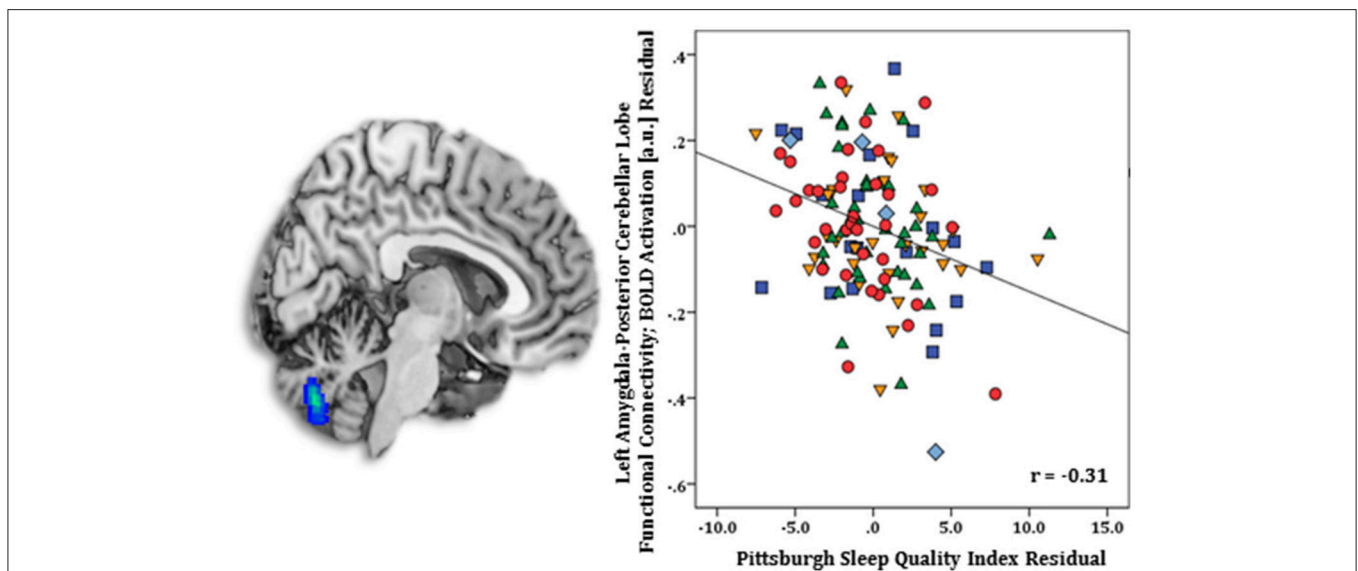 Left Amygdala-Posterior Cerebellar Lobe
Functional Connectivity; BOLD Activation [a.u.] Residual
.4
.2
.0
-.2
-.4
-.6
r = -0.31
-10.0 -5.0 .0 5.0 10.0 15.0
Pittsburgh Sleep Quality Index Residual